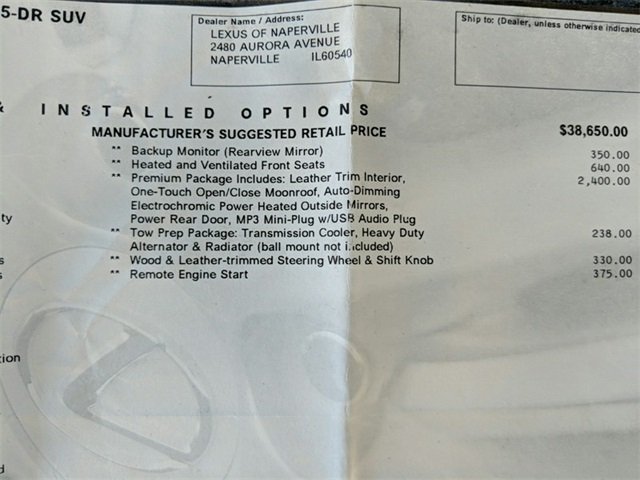 5-DR SUV
Dealer Name / Address:
LEXUS OF NAPERVILLE
2480 AURORA AVENUE
NAPERVILLE IL60540
Ship to: (Dealer, unless otherwise indicated
& INSTALLED OPTIONS
MANUFACTURER'S SUGGESTED RETAIL PRICE $38,650.00
** Backup Monitor (Rearview Mirror) 350.00
** Heated and Ventilated Front Seats 640.00
** Premium Package Includes: Leather Trim Interior, 2,400.00
One-Touch Open/Close Moonroof, Auto-Dimming
Electrochromic Power Heated Outside Mirrors,
ty Power Rear Door, MP3 Mini-Plug w/USB Audio Plug
** Tow Prep Package: Transmission Cooler, Heavy Duty 238.00
Alternator & Radiator (ball mount not included)
s ** Wood & Leather-trimmed Steering Wheel & Shift Knob 330.00
s ** Remote Engine Start 375.00
ion
d